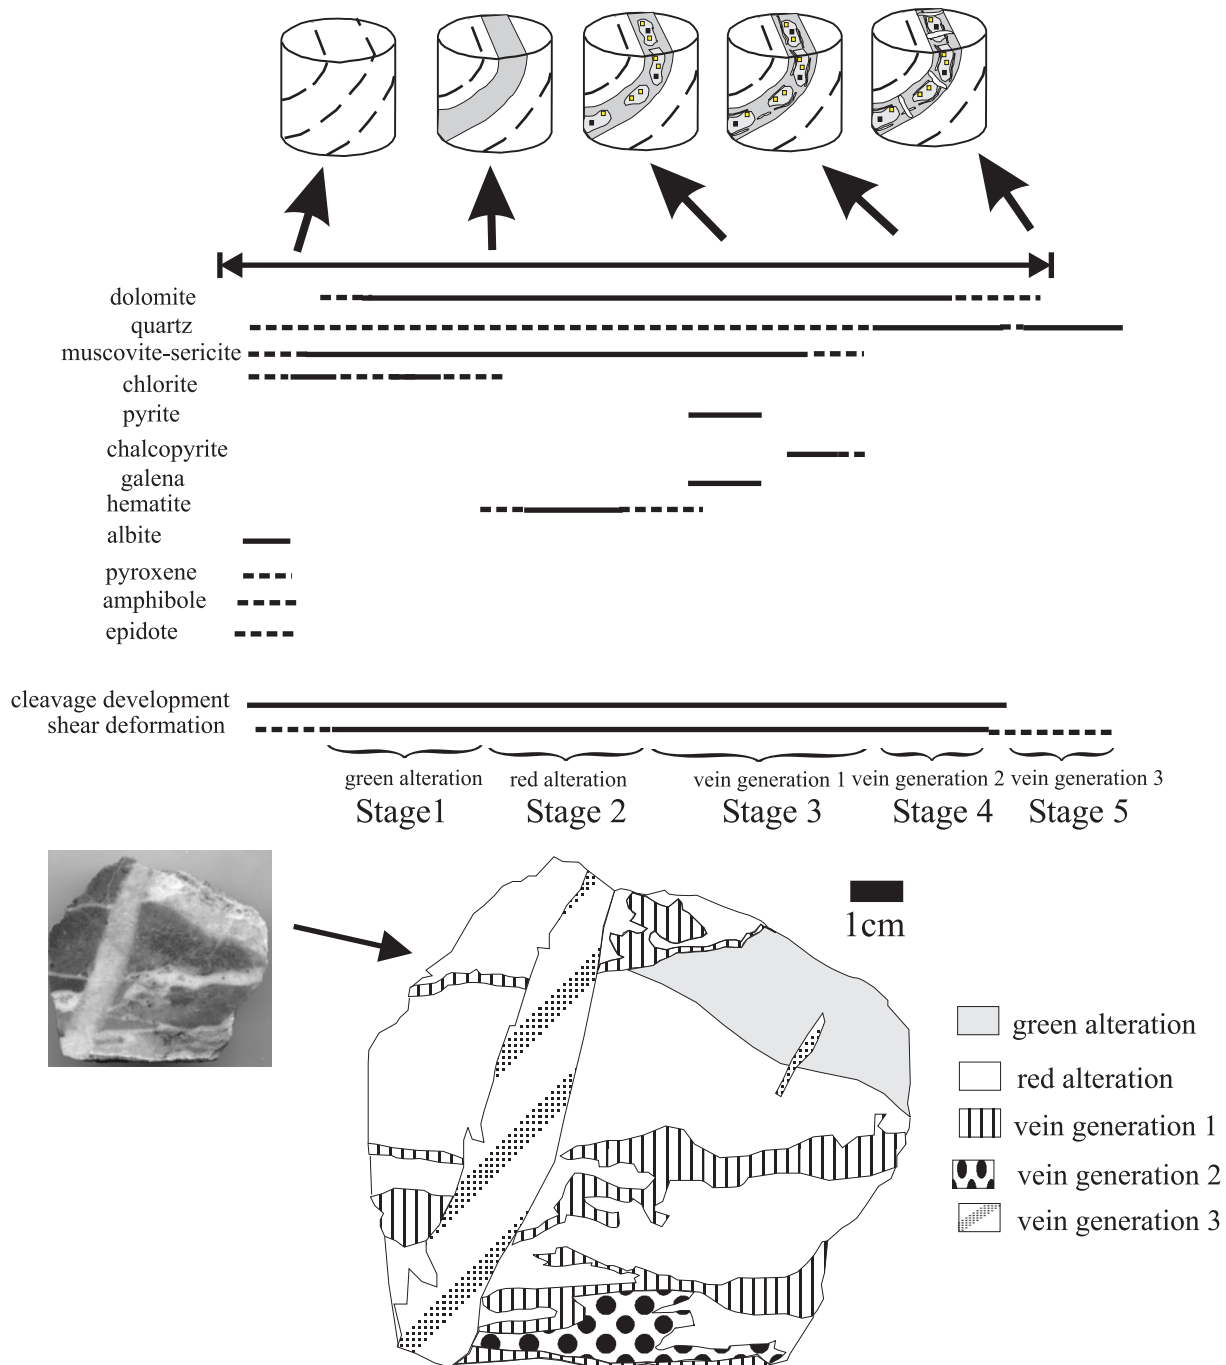 dolomite
quartz
muscovite-sericite
chlorite
pyrite
chalcopyrite
galena
hematite
albite
pyroxene
amphibole
epidote
cleavage development
shear deformation
green alteration red alteration vein generation 1 vein generation 2 vein generation 3
Stage1 Stage 2 Stage 3 Stage 4 Stage 5
1cm
green alteration
red alteration
vein generation 1
vein generation 2
vein generation 3